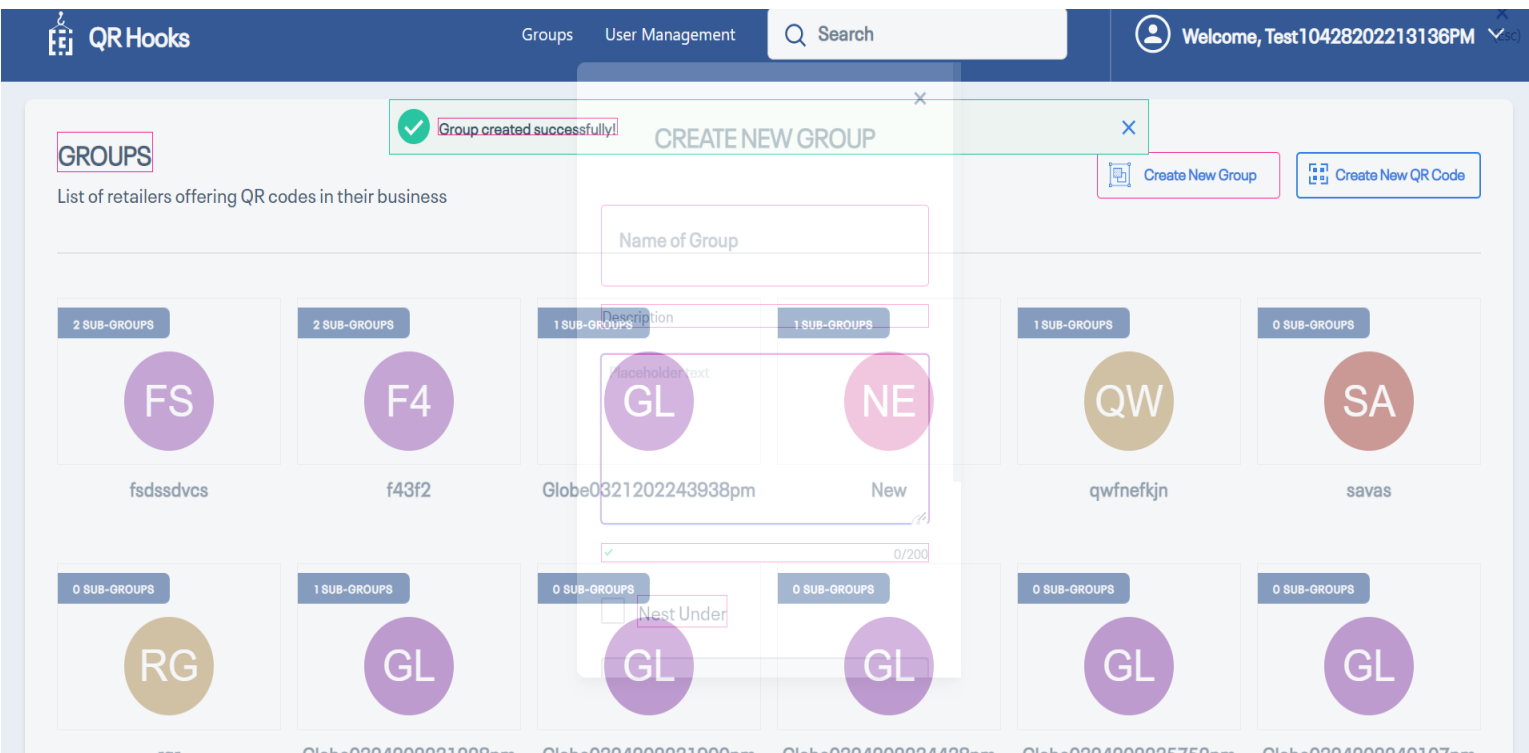 QR Hooks
Groups
User Management
Search
Welcome, Test10428202213136PM
Group created successfully!
CREATE NEW GROUP
GROUPS
List of retailers offering QR codes in their business
Create New Group
Create New QR Code
Name of Group
Description
Placeholder text
2 SUB-GROUPS
2 SUB-GROUPS
1 SUB-GROUPS
1 SUB-GROUPS
1 SUB-GROUPS
0 SUB-GROUPS
FS
F4
GL
NE
QW
SA
fsdssdvcs
f43f2
Globe0321202243938pm
New
qwfnefkjn
savas
0/200
0 SUB-GROUPS
1 SUB-GROUPS
0 SUB-GROUPS
0 SUB-GROUPS
0 SUB-GROUPS
0 SUB-GROUPS
Nest Under
RG
GL
GL
GL
GL
GL